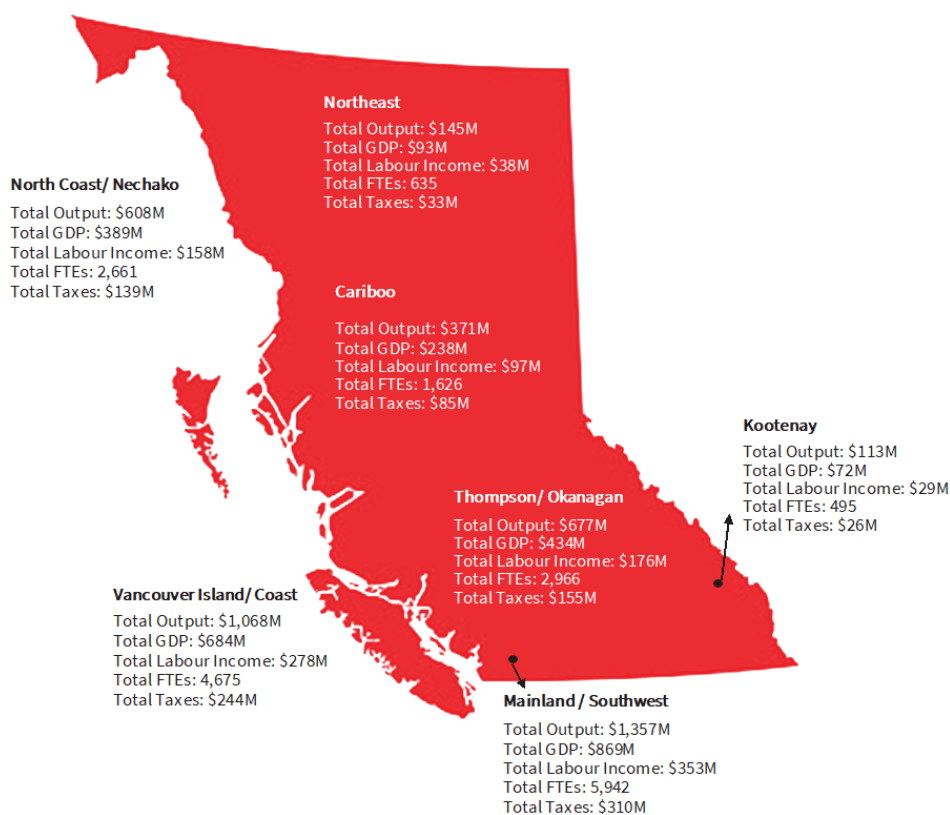 Northeast
Total Output: $145M
Total GDP: $93M
Total Labour Income: $38M
Total FTEs: 635
Total Taxes: $33M
North Coast/ Nechako
Total Output: $608M
Total GDP: $389M
Total Labour Income: $158M
Total FTEs: 2,661
Total Taxes: $139M
Cariboo
Total Output: $371M
Total GDP: $238M
Total Labour Income: $97M
Total FTEs: 1,626
Total Taxes: $85M
Kootenay
Total Output: $113M
Total GDP: $72M
Total Labour Income: $29M
Total FTEs: 495
Total Taxes: $26M
Thompson/ Okanagan
Total Output: $677M
Total GDP: $434M
Total Labour Income: $176M
Total FTEs: 2,966
Total Taxes: $155M
Vancouver Island/ Coast
Total Output: $1,068M
Total GDP: $684M
Total Labour Income: $278M
Total FTEs: 4,675
Total Taxes: $244M
Mainland / Southwest
Total Output: $1,357M
Total GDP: $869M
Total Labour Income: $353M
Total FTEs: 5,942
Total Taxes: $310M